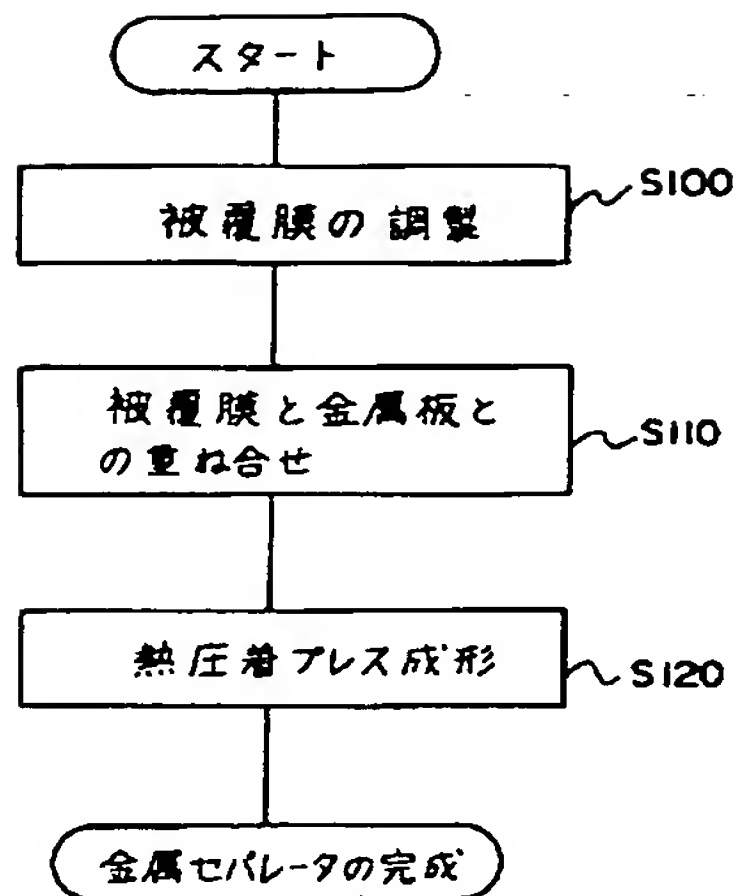 スタート
被覆膜の調製
S100
被覆膜と金属板と
の重ね合せ
S110
熱圧着プレス成形
S120
金属セパレータの完成